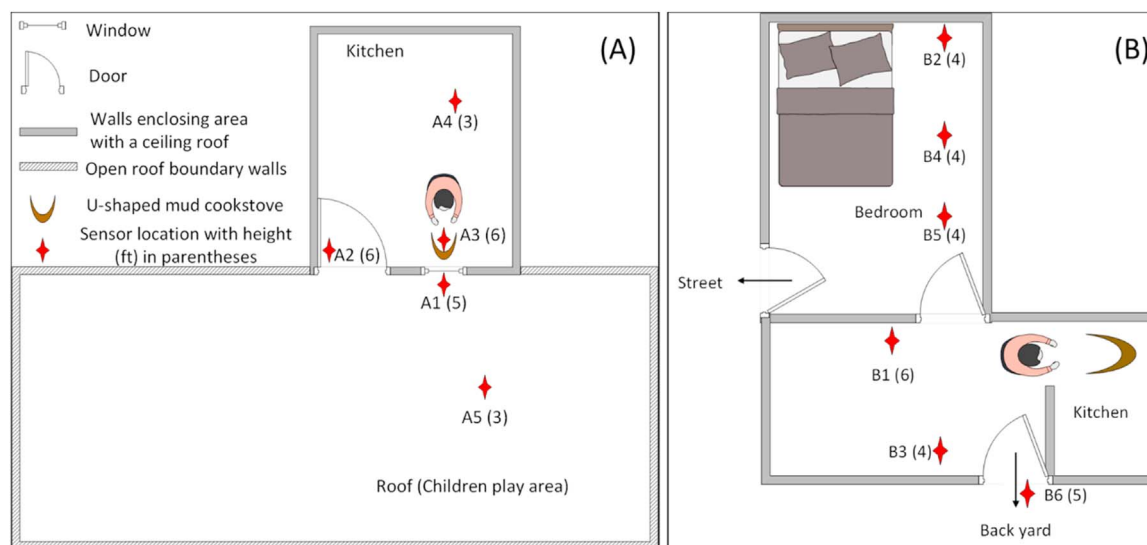 Window
Door
Walls enclosing area
with a ceiling roof
Open roof boundary walls
U-shaped mud cookstove
Sensor location with height
(ft) in parentheses
Kitchen
(A)
A4 (3)
A3 (6)
A2 (6)
A1 (5)
A5 (3)
Roof (Children play area)
(B)
B2 (4)
B4 (4)
Bedroom
B5 (4)
Street
B1 (6)
Kitchen
B3 (4)
B6 (5)
Back yard